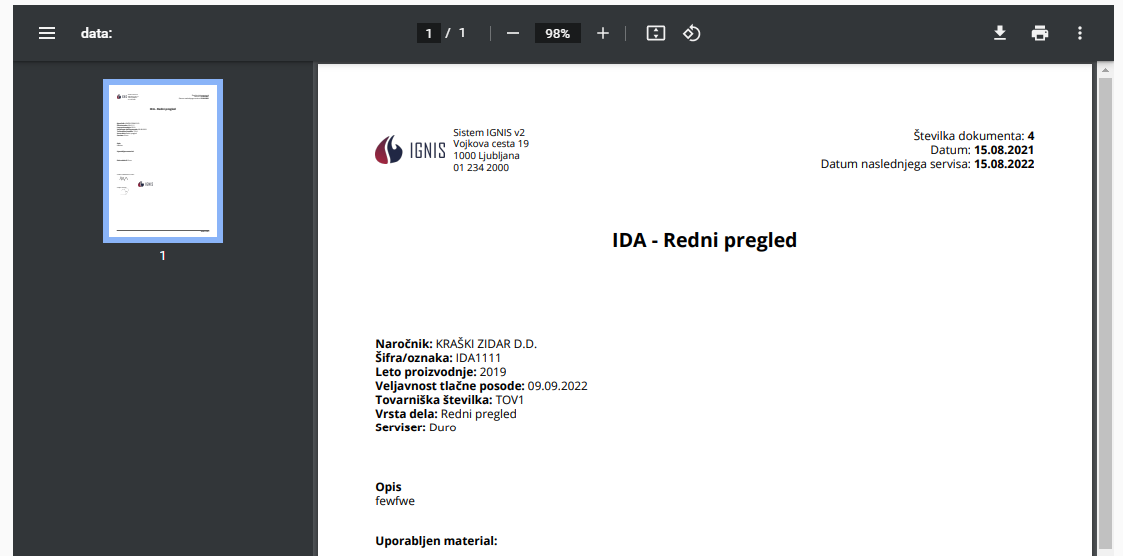 data:
1 / 1
98%
1
IGNIS
Sistem IGNIS v2
Vojkova cesta 19
1000 Ljubljana
01 234 2000
Številka dokumenta: 4
Datum: 15.08.2021
Datum naslednjega servisa: 15.08.2022
IDA - Redni pregled
Naročnik: KRAŠKI ZIDAR D.D.
Šifra/oznaka: IDA1111
Leto proizvodnje: 2019
Veljavnost tlačne posode: 09.09.2022
Tovarniška številka: TOV1
Vrsta dela: Redni pregled
Serviser: Duro
Opis
fewfwe
Uporabljen material: